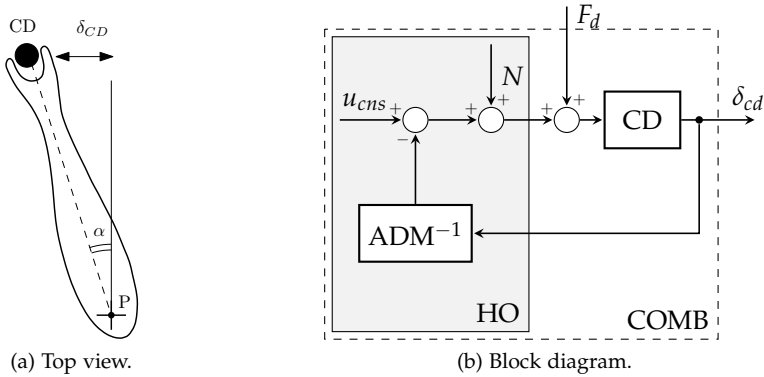 CD
δ_CD
α
P
(a) Top view.
F_d
N
u_cns
+
+
+
+
+
−
+
CD
δ_cd
ADM⁻¹
HO
COMB
(b) Block diagram.